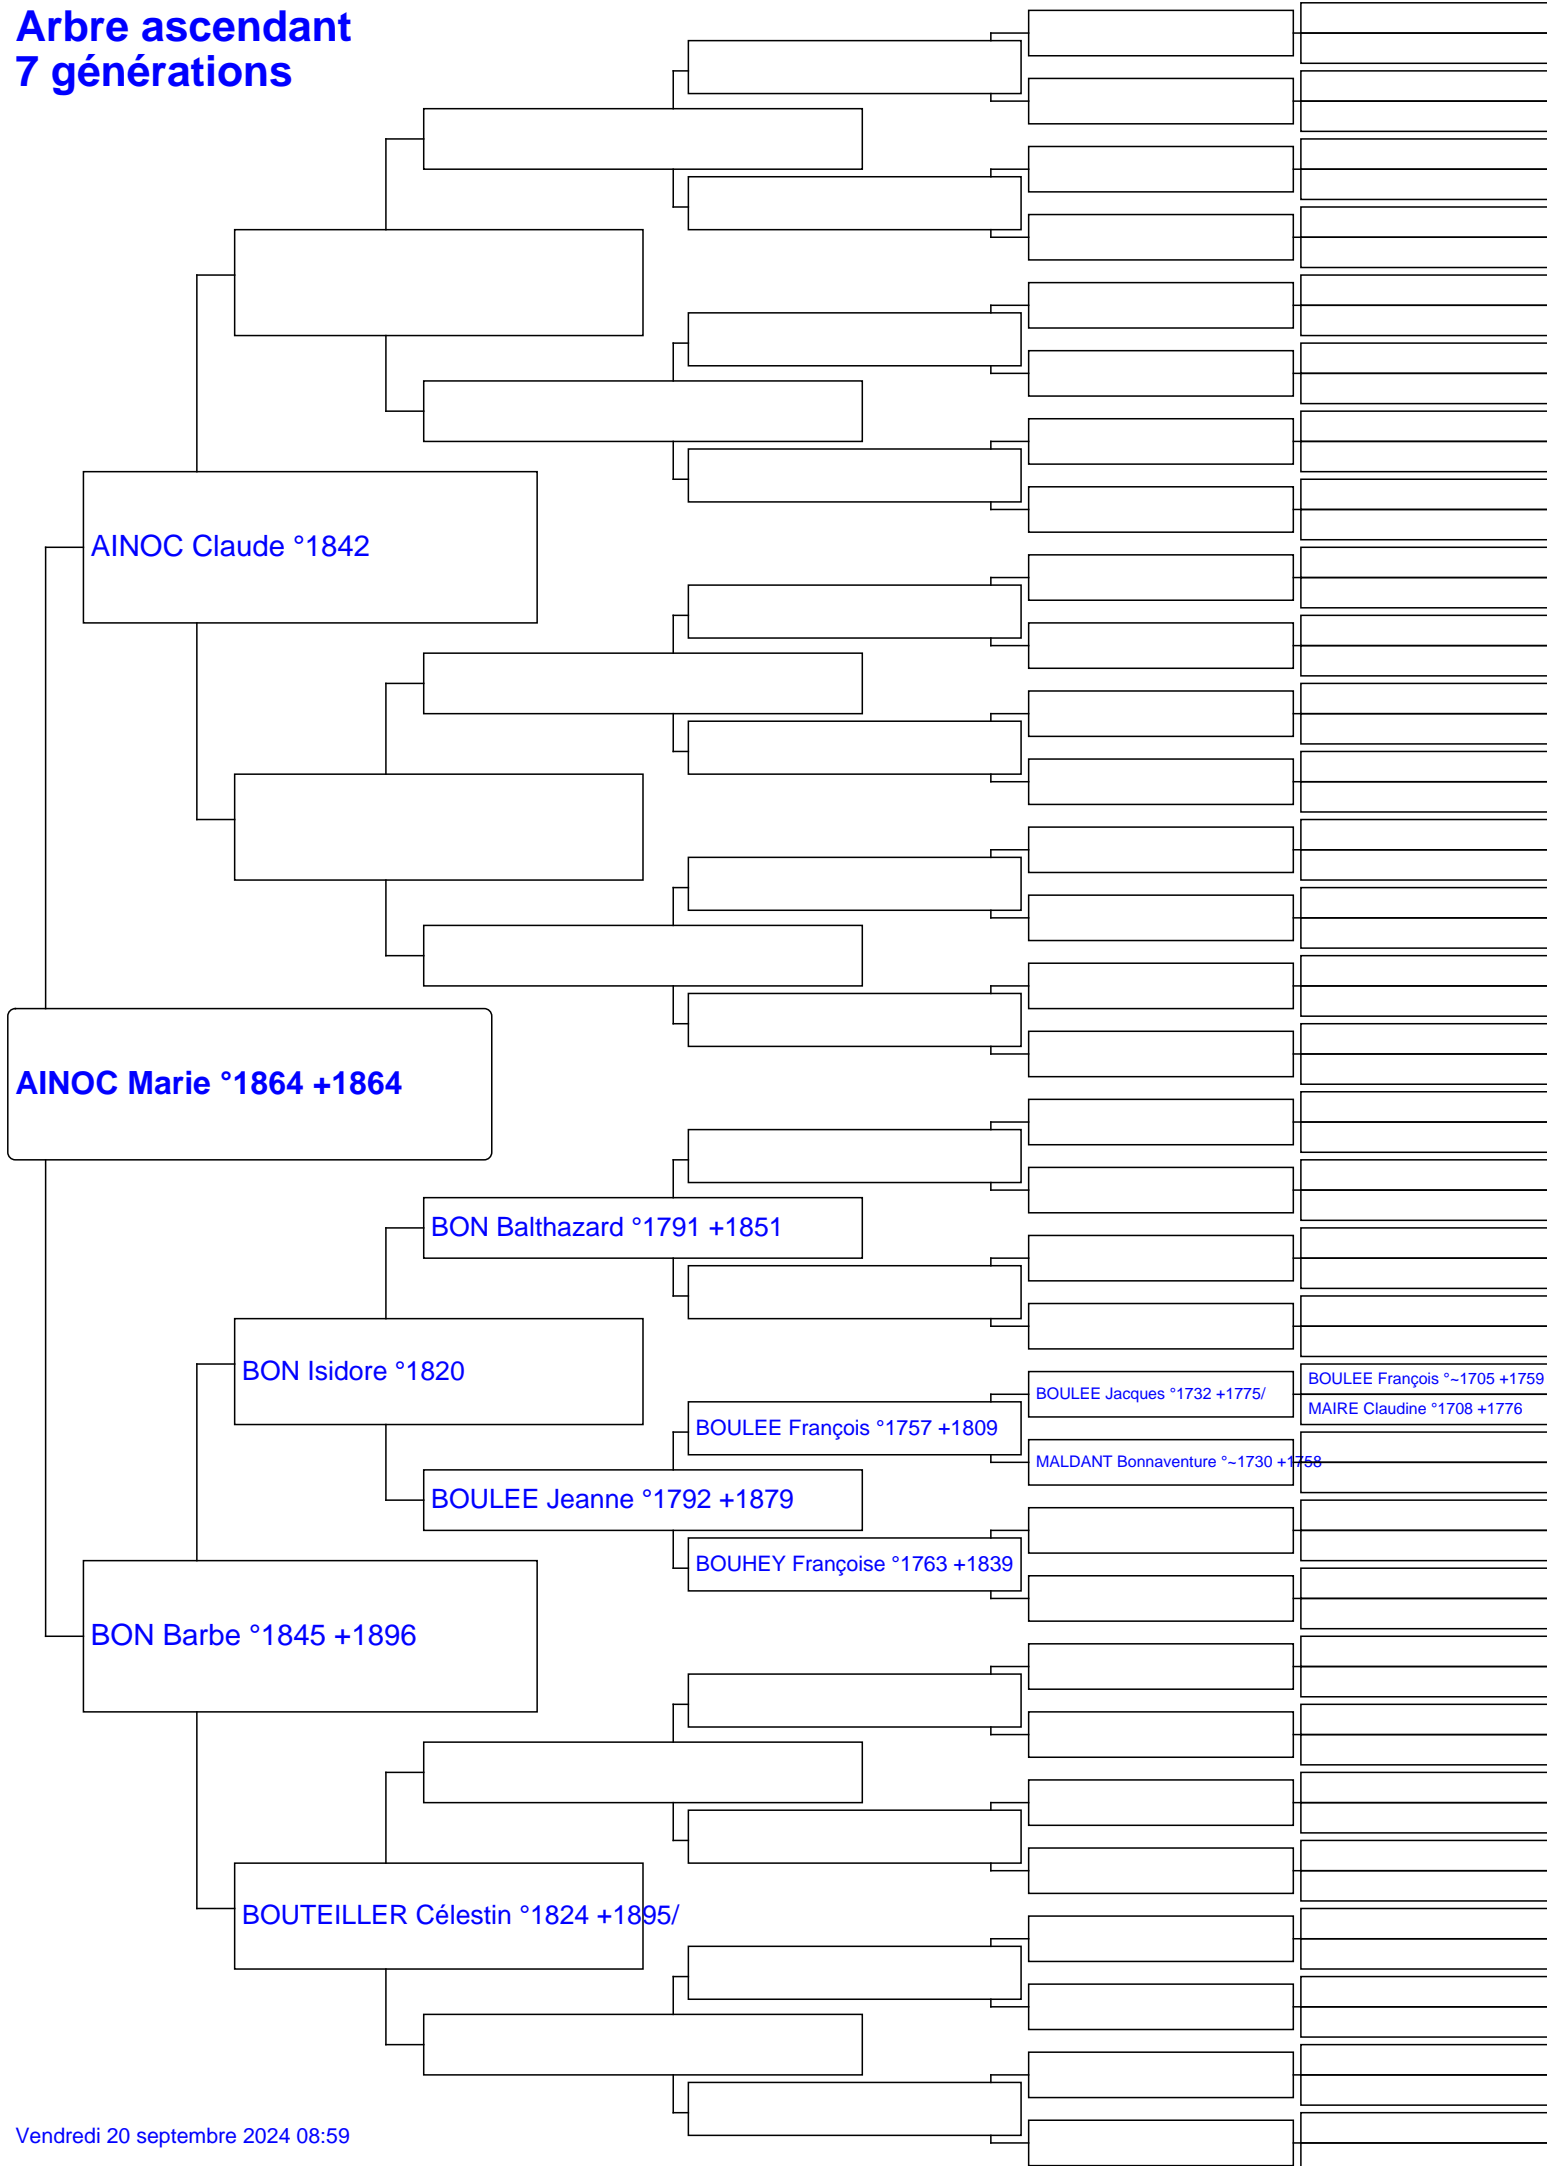 Arbre ascendant
7 générations
AINOC Claude °1842
AINOC Marie °1864 +1864
BON Balthazard °1791 +1851
BON Isidore °1820
BOULEE François °~1705 +1759
BOULEE Jacques °1732 +1775/
MAIRE Claudine °1708 +1776
BOULEE François °1757 +1809
MALDANT Bonnaventure °~1730 +1758
BOULEE Jeanne °1792 +1879
BOUHEY Françoise °1763 +1839
BON Barbe °1845 +1896
BOUTEILLER Célestin °1824 +1895/
Vendredi 20 septembre 2024 08:59